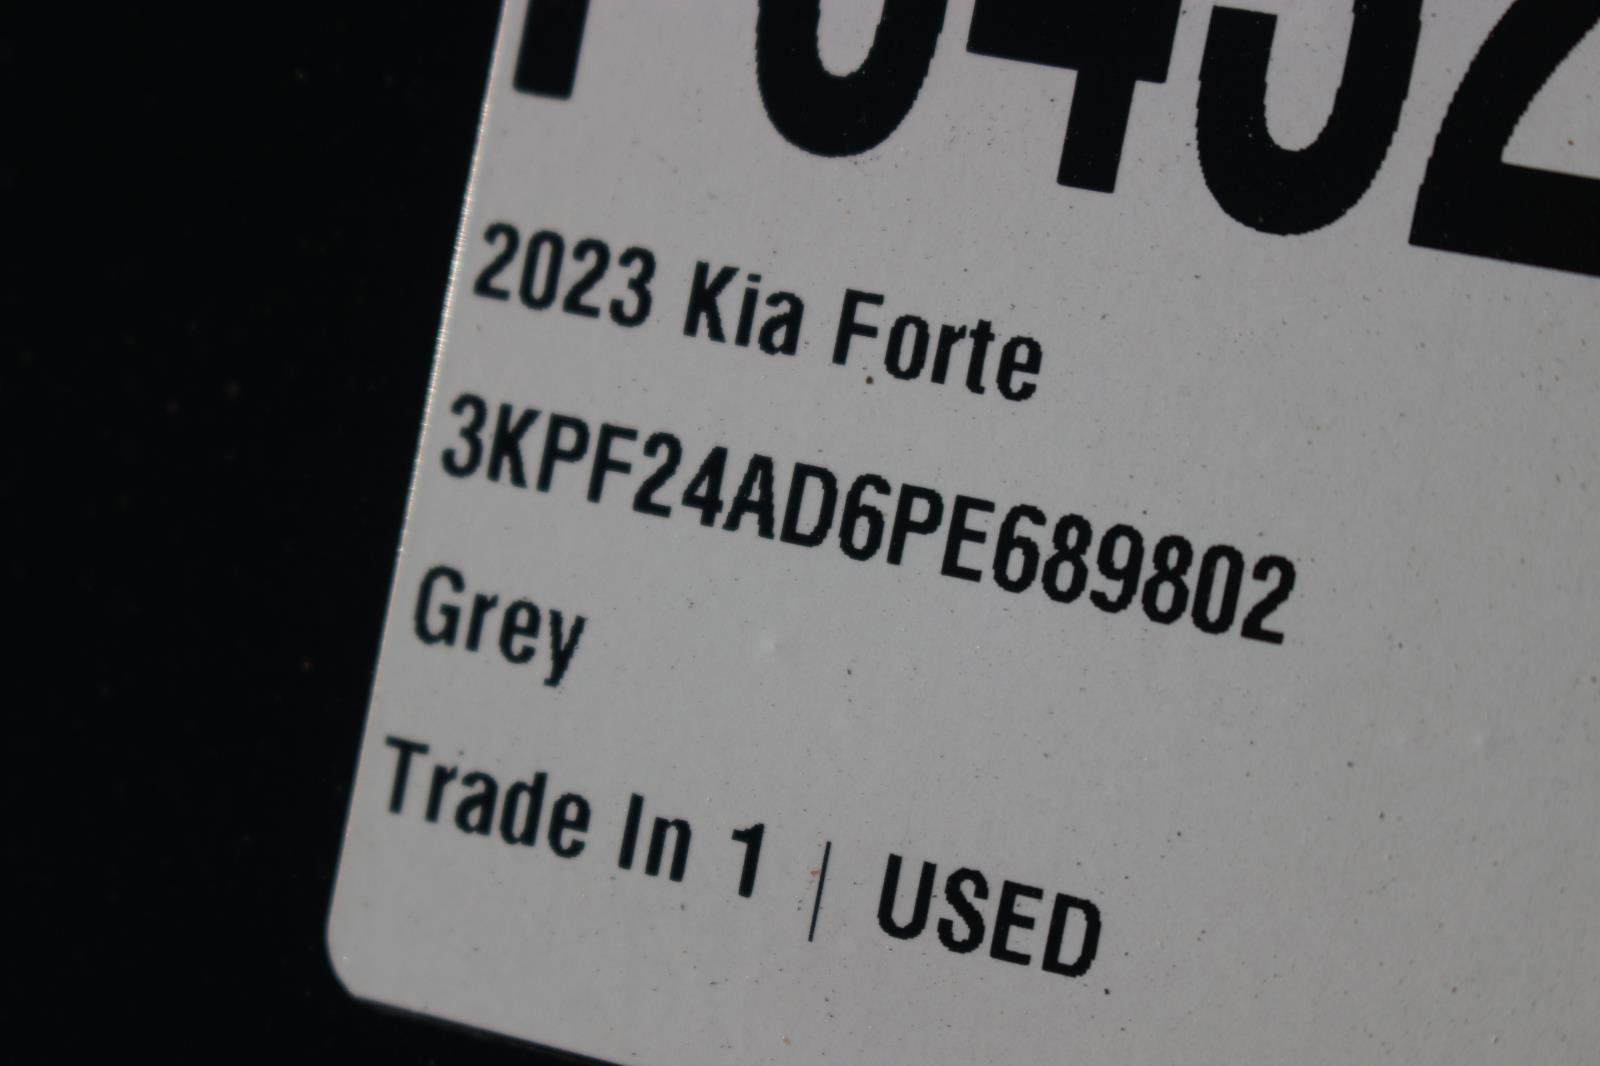 2023 Kia Forte
3KPF24AD6PE689802
Grey
Trade In 1 | USED